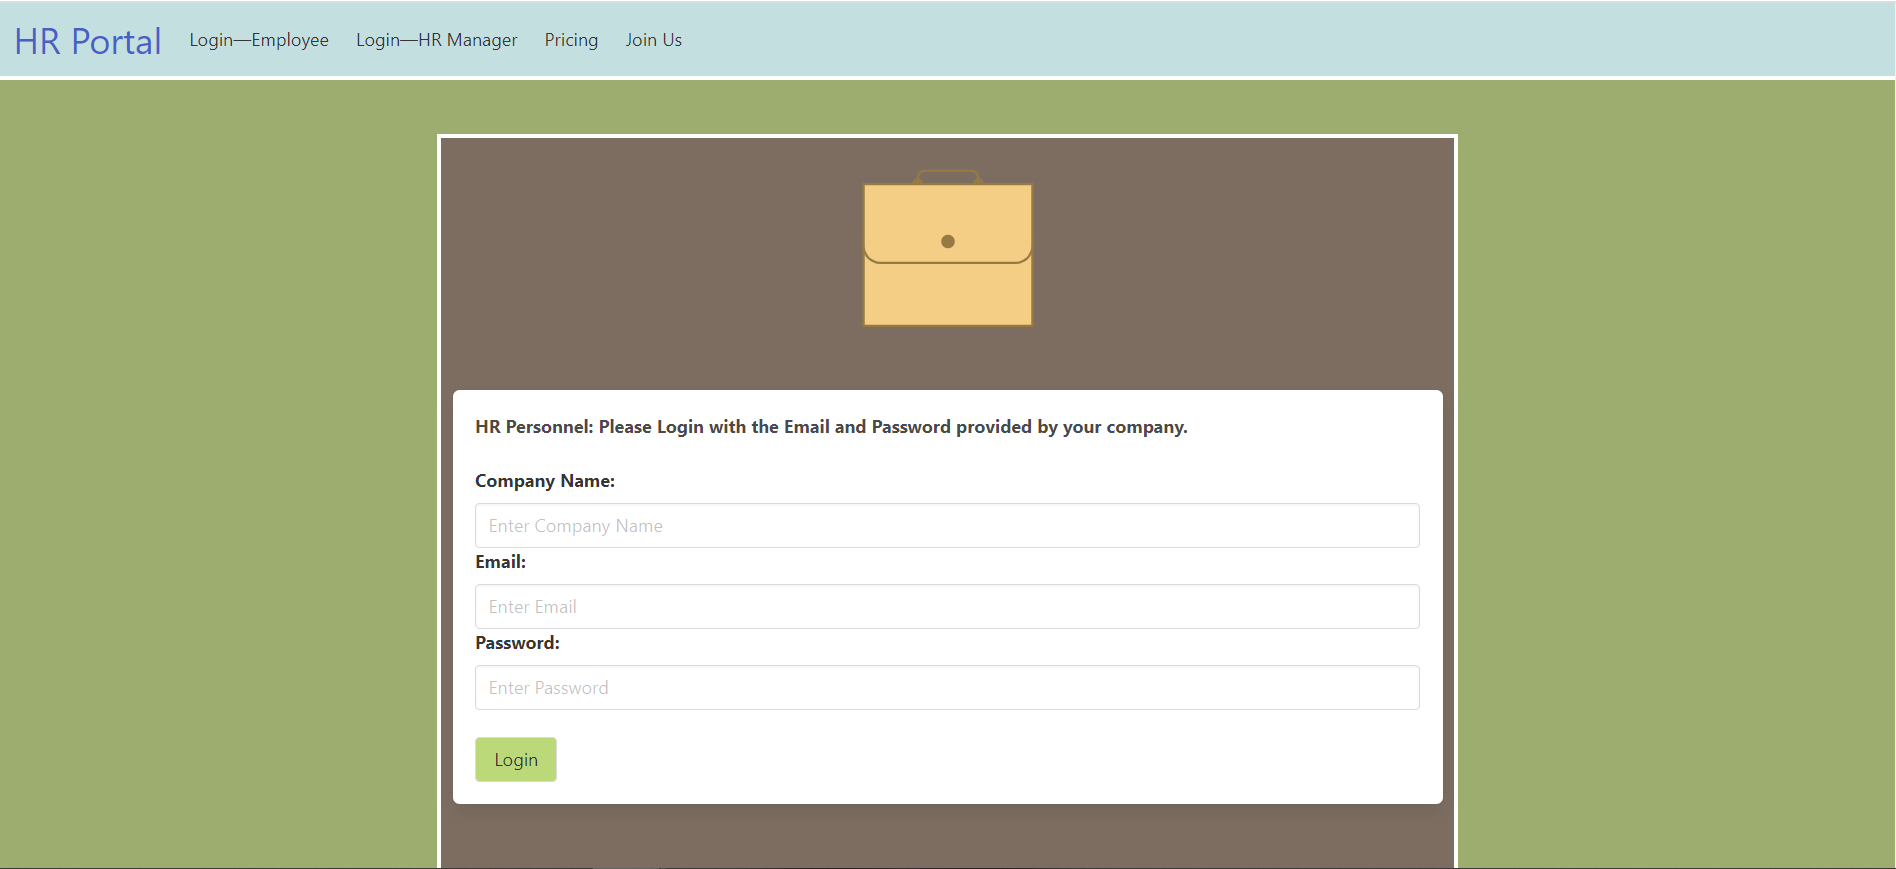 HR Portal Login—Employee Login—HR Manager Pricing Join Us
HR Personnel: Please Login with the Email and Password provided by your company.
Company Name:
Enter Company Name
Email:
Enter Email
Password:
Enter Password
Login